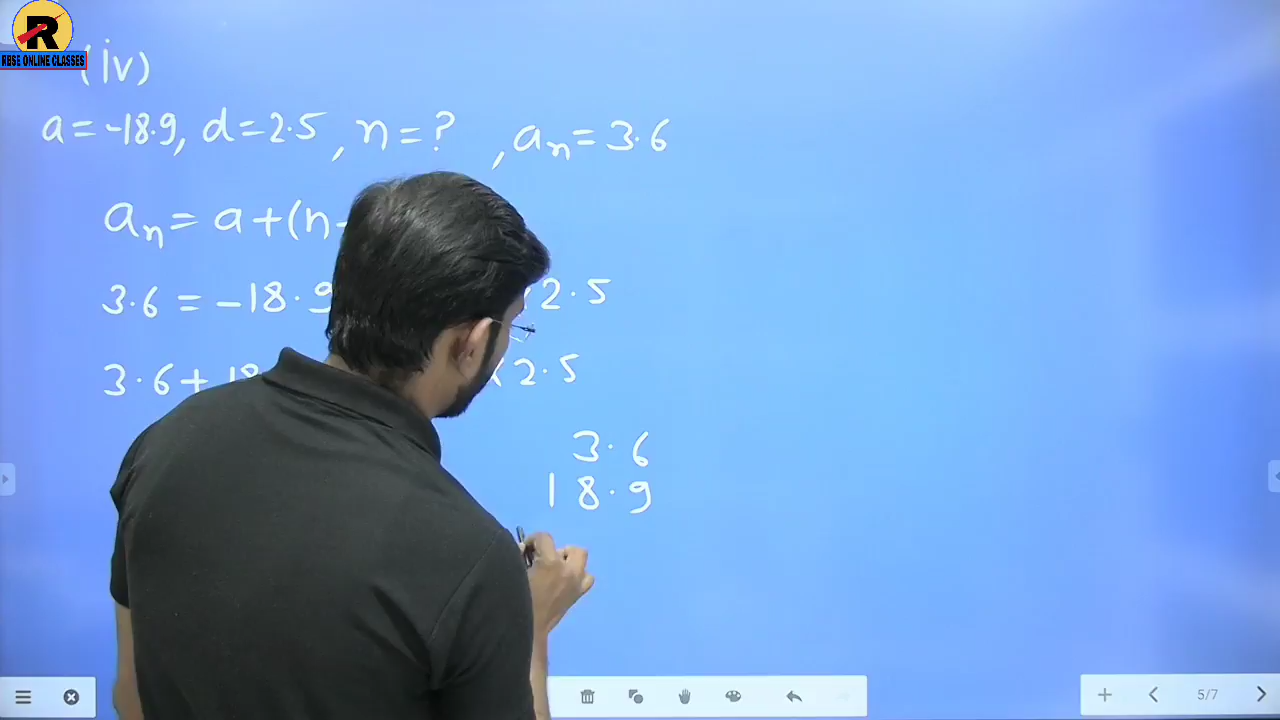 R
RBSE ONLINE CLASSES
(iv)
a = -18.9, d = 2.5, n = ?, aₙ = 3.6
aₙ = a + (n
3.6 = -18.9 2.5
3.6 + 18 × 2.5
3.6
18.9
5/7